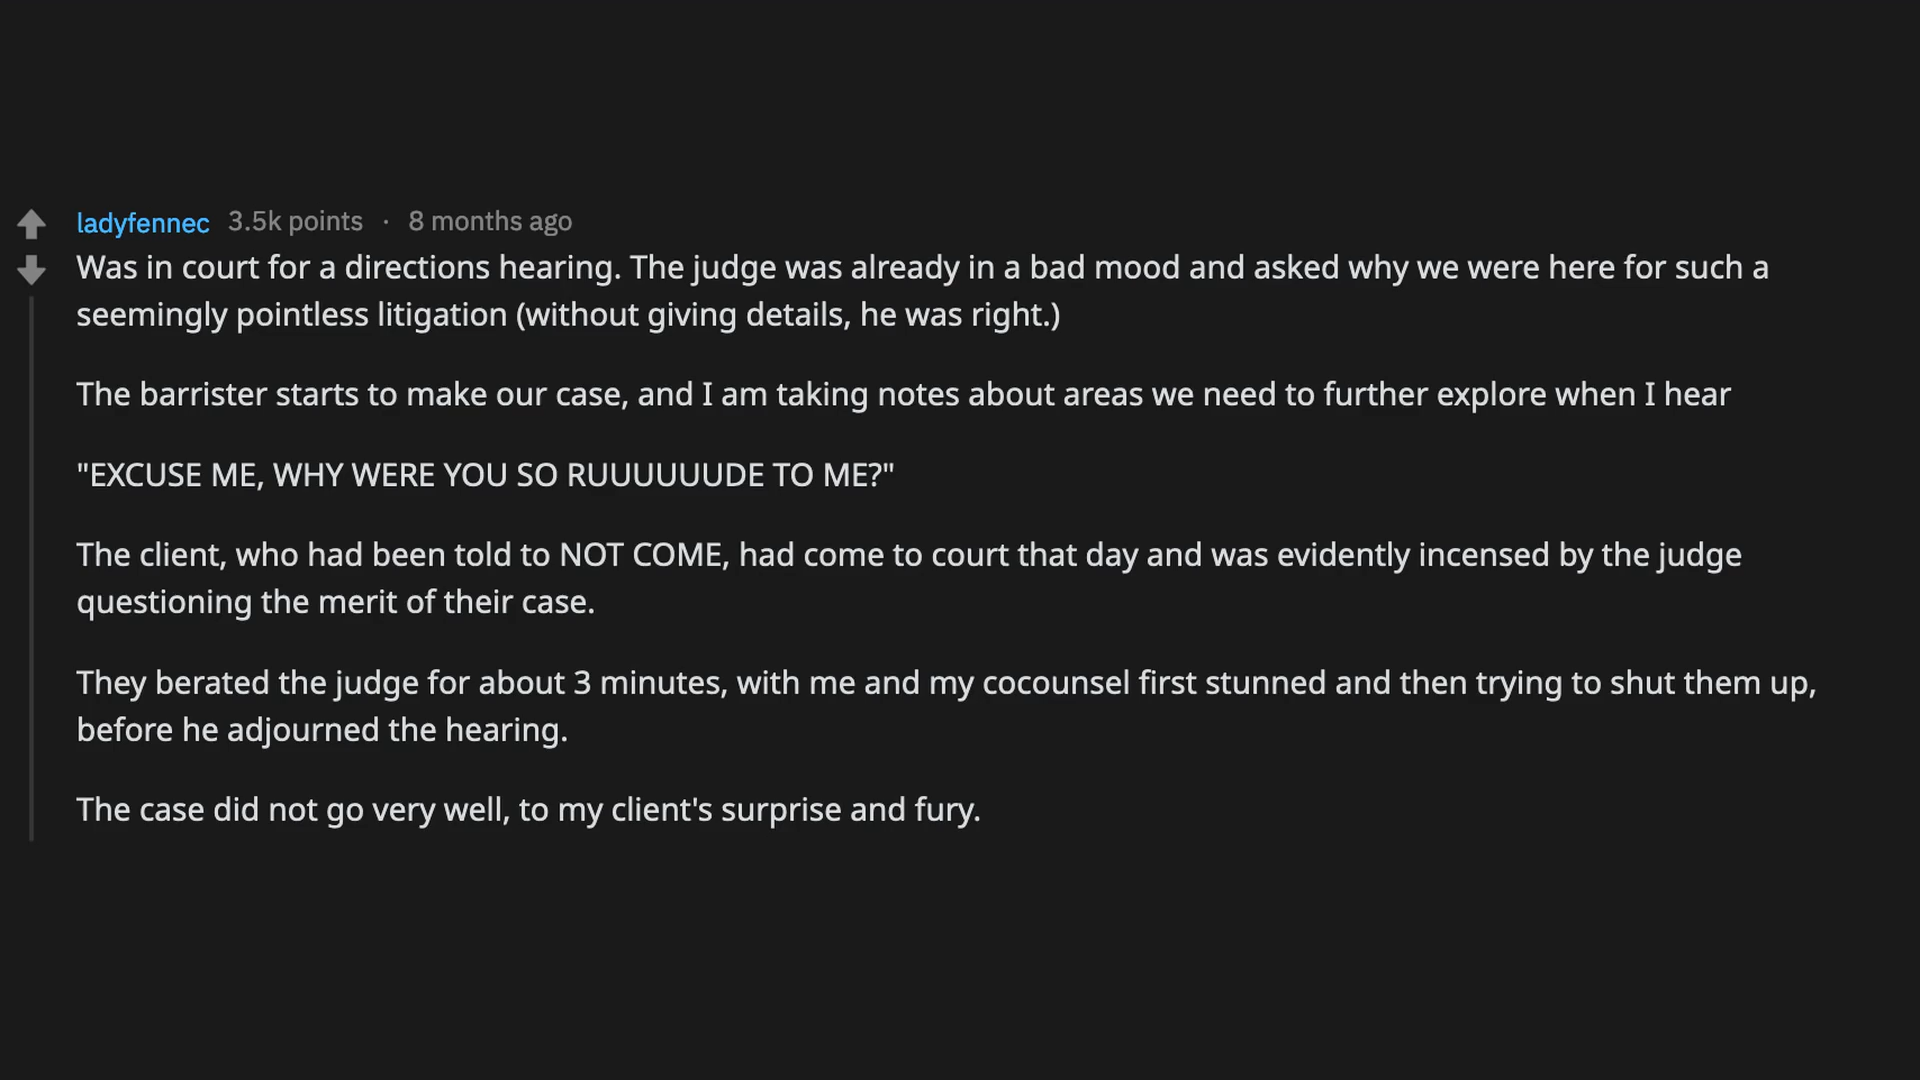 ladyfennec 3.5k points · 8 months ago
Was in court for a directions hearing. The judge was already in a bad mood and asked why we were here for such a
seemingly pointless litigation (without giving details, he was right.)
The barrister starts to make our case, and I am taking notes about areas we need to further explore when I hear
"EXCUSE ME, WHY WERE YOU SO RUUUUUUDE TO ME?"
The client, who had been told to NOT COME, had come to court that day and was evidently incensed by the judge
questioning the merit of their case.
They berated the judge for about 3 minutes, with me and my cocounsel first stunned and then trying to shut them up,
before he adjourned the hearing.
The case did not go very well, to my client's surprise and fury.